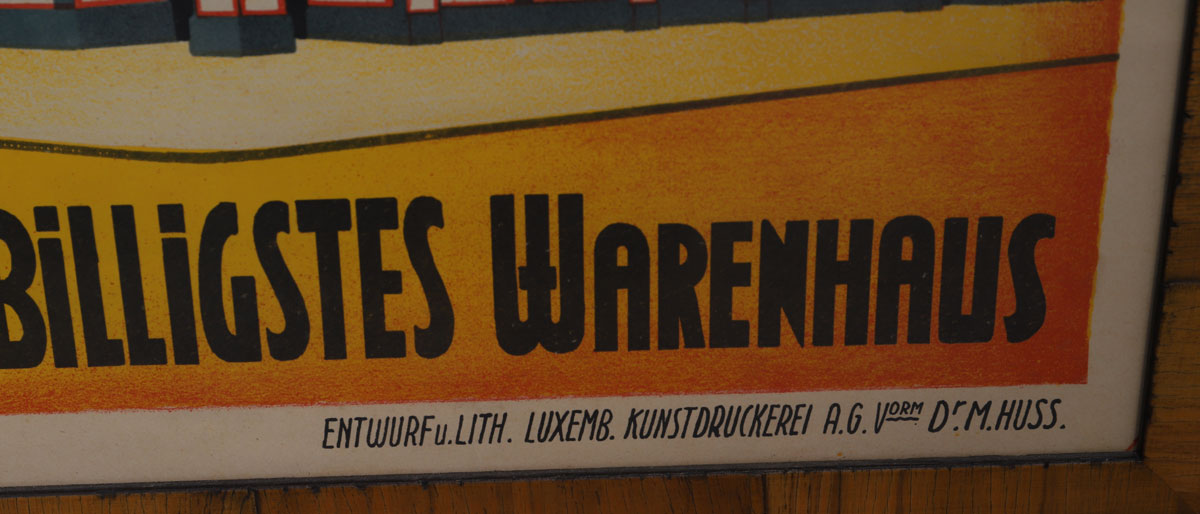 BILLIGSTES WARENHAUS
ENTWURF u. LITH. LUXEMB. KUNSTDRUCKEREI A.G. VORM Dr. M. HUSS.